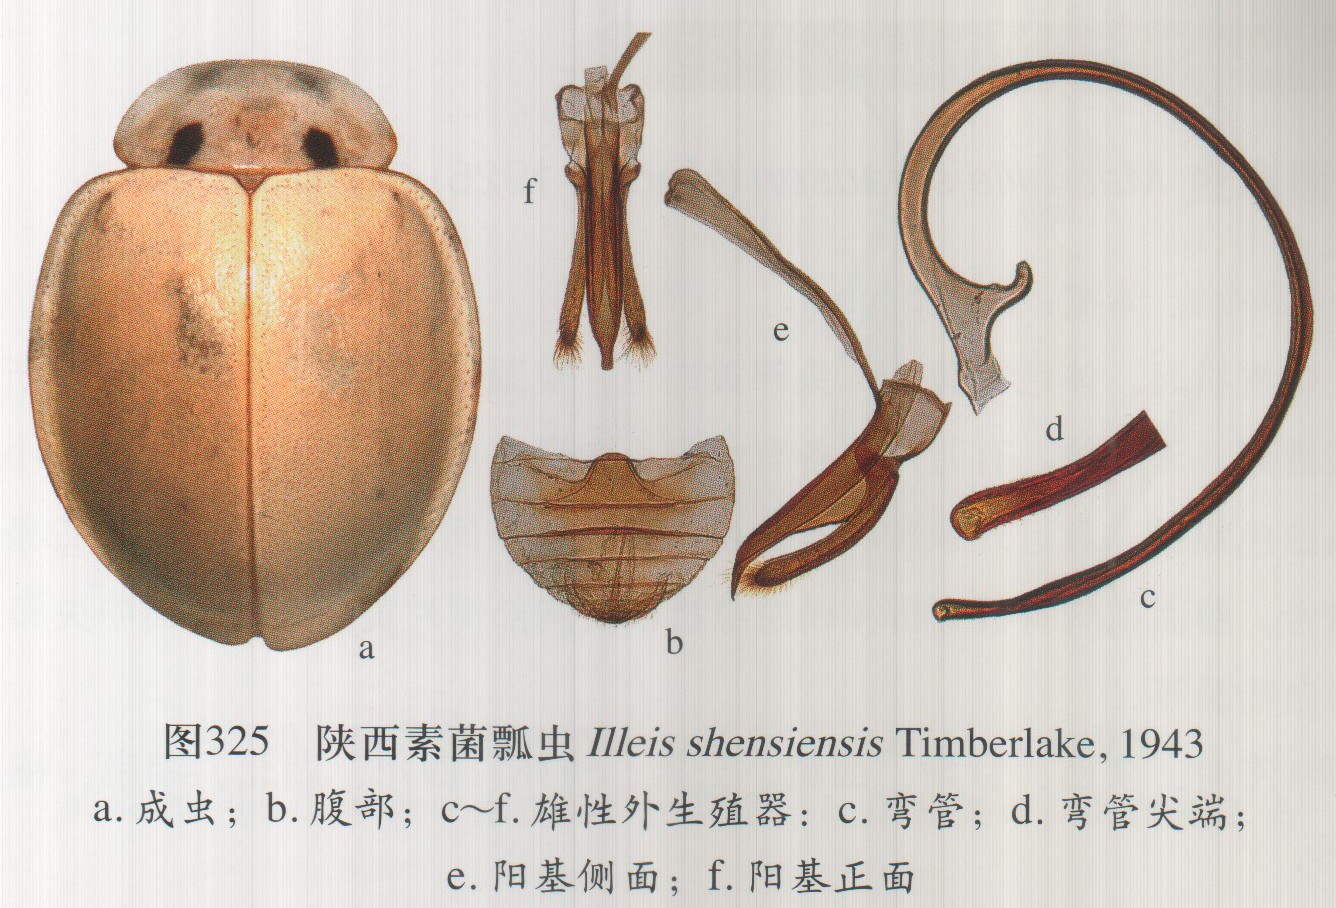 f
e
d
c
a
b
图325 陕西素菌瓢虫 Illeis shensiensis Timberlake, 1943
a. 成虫；b. 腹部；c～f. 雄性外生殖器：c. 弯管；d. 弯管尖端；
e. 阳基侧面；f. 阳基正面